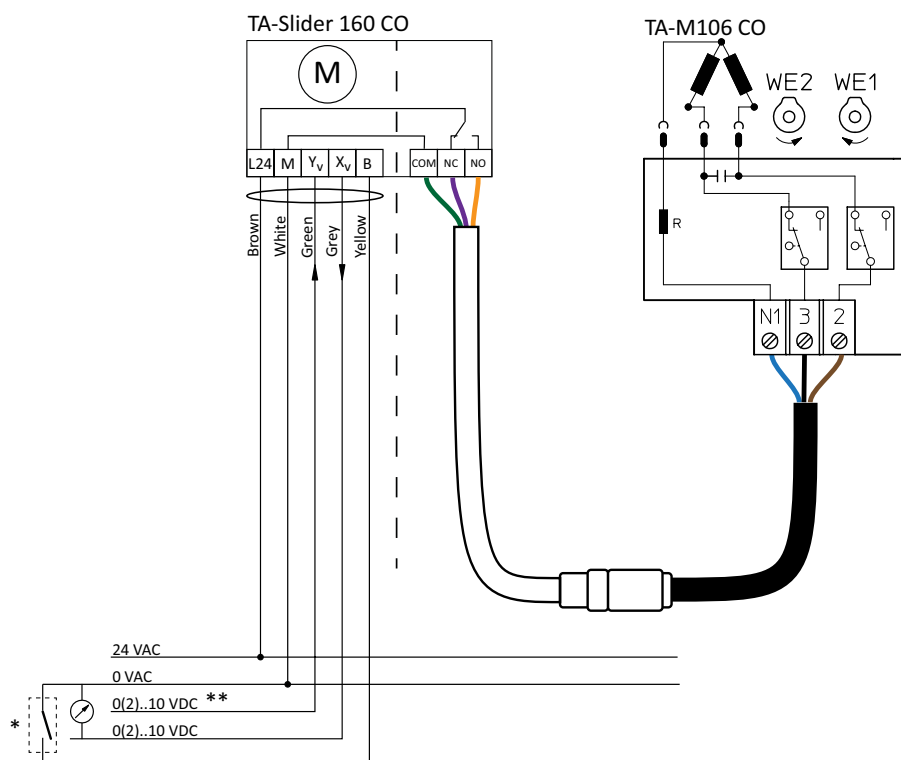 TA-Slider 160 CO
TA-M106 CO
M
WE2 WE1
L24 M Yv Xv B COM NC NO
R
Brown
White
Green
Grey
Yellow
N1 3 2
24 VAC
0 VAC
0(2)..10 VDC **
*
0(2)..10 VDC